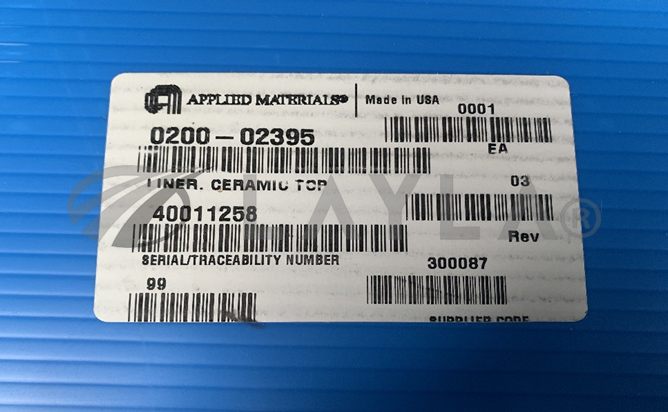 APPLIED MATERIALS® Made in USA
0001
0200-02395
EA
LINER, CERAMIC TOP
03
40011258
LAYLA®
Rev
SERIAL/TRACEABILITY NUMBER
300087
99
SUPPLIER CODE